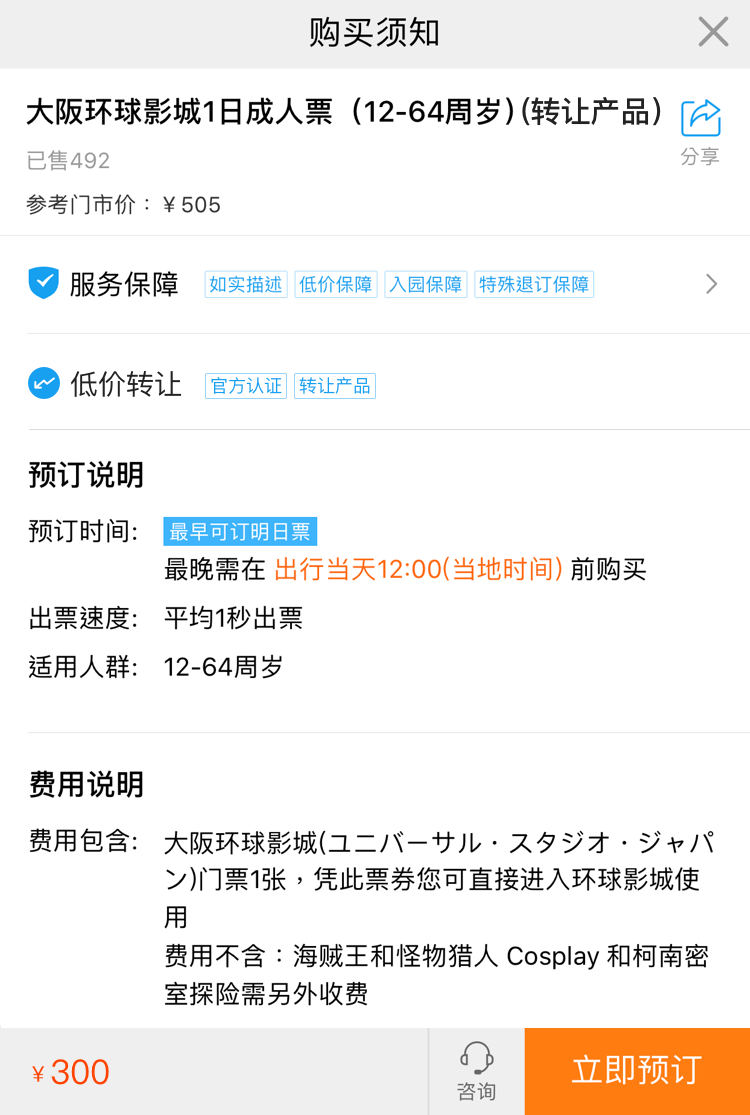 购买须知
大阪环球影城1日成人票（12-64周岁）(转让产品)
分享
已售492
参考门市价：¥505
服务保障 如实描述 低价保障 入园保障 特殊退订保障
低价转让 官方认证 转让产品
预订说明
预订时间: 最早可订明日票
最晚需在 出行当天12:00(当地时间) 前购买
出票速度: 平均1秒出票
适用人群: 12-64周岁
费用说明
费用包含: 大阪环球影城(ユニバーサル・スタジオ・ジャパ
ン)门票1张，凭此票券您可直接进入环球影城使
用
费用不含：海贼王和怪物猎人 Cosplay 和柯南密
室探险需另外收费
¥300 咨询 立即预订